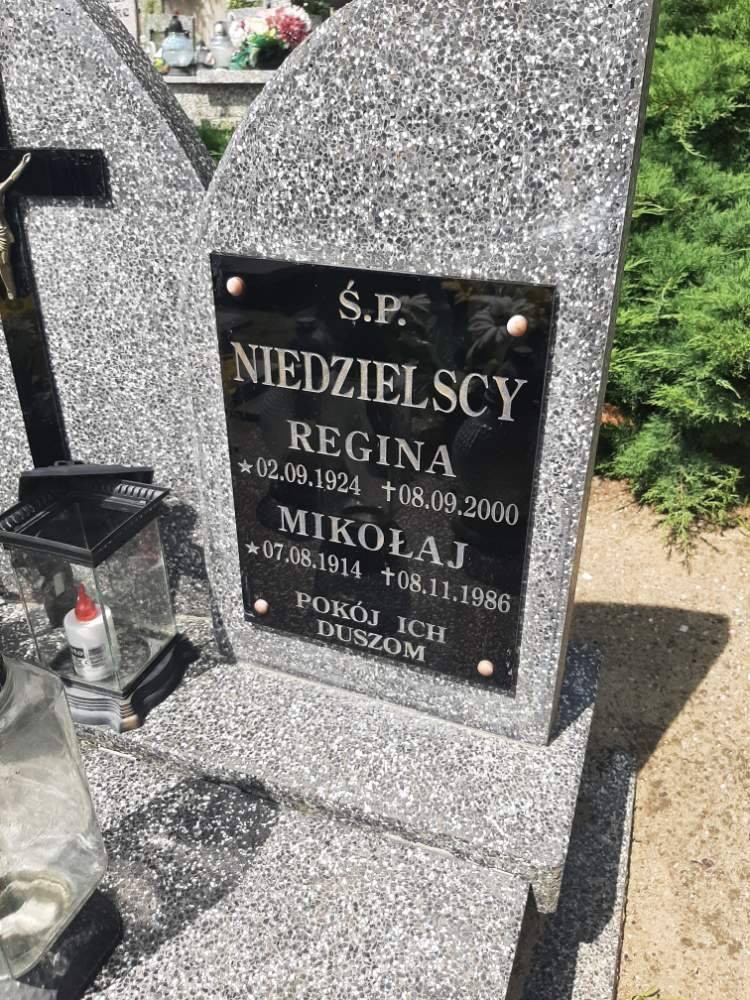 Ś.P.
NIEDZIELSCY
REGINA
★02.09.1924 ✝08.09.2000
MIKOŁAJ
★07.08.1914 ✝08.11.1986
POKÓJ ICH
DUSZOM